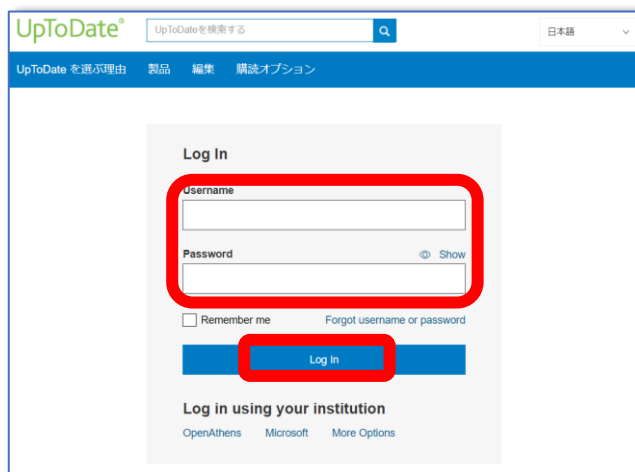 UpToDate® UpToDateを検索する 日本語
UpToDate を選ぶ理由 製品 編集 購読オプション
Log In
Username
Password Show
Remember me Forgot username or password
Log In
Log in using your institution
OpenAthens Microsoft More Options